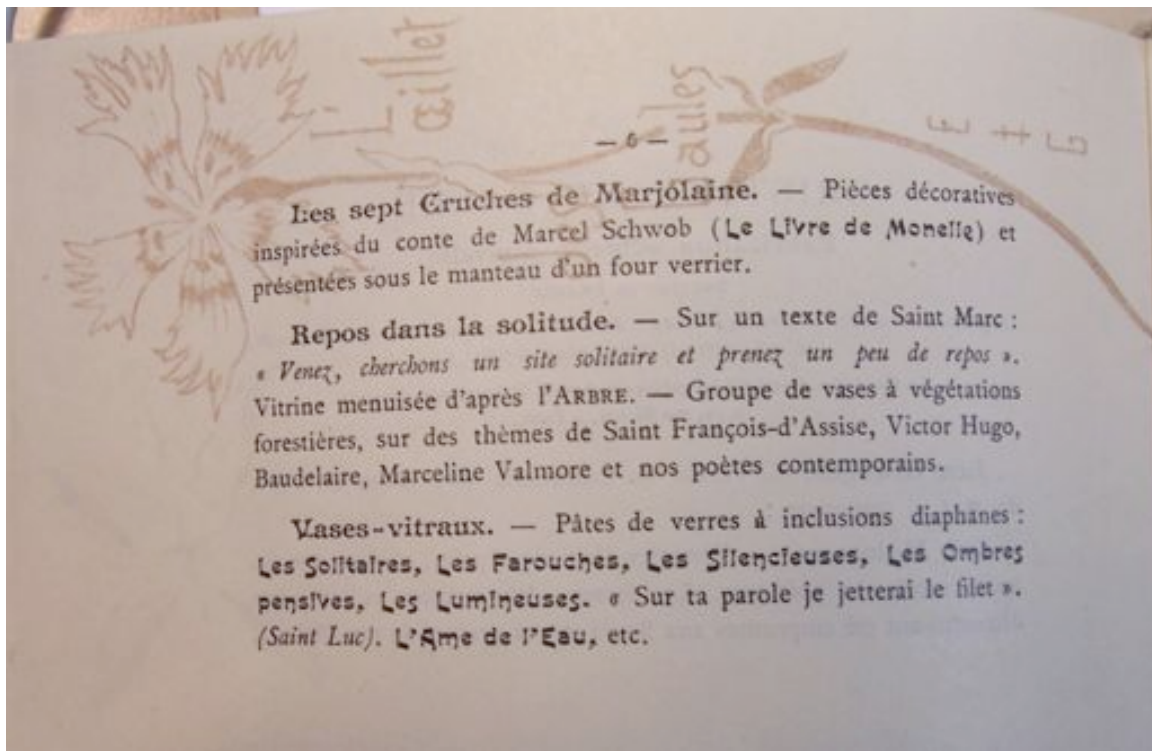 L'
Œillet
aules
E ‡ G
— 6 —
Les sept Cruches de Marjolaine. — Pièces décoratives
inspirées du conte de Marcel Schwob (Le Livre de Monelle) et
présentées sous le manteau d'un four verrier.
Repos dans la solitude. — Sur un texte de Saint Marc :
« Venez, cherchons un site solitaire et prenez un peu de repos ».
Vitrine menuisée d'après l'ARBRE. — Groupe de vases à végétations
forestières, sur des thèmes de Saint François-d'Assise, Victor Hugo,
Baudelaire, Marceline Valmore et nos poètes contemporains.
Vases-vitraux. — Pâtes de verres à inclusions diaphanes :
Les Solitaires, Les Farouches, Les Silencieuses, Les Ombres
pensives, Les Lumineuses. « Sur ta parole je jetterai le filet ».
(Saint Luc). L'Ame de l'Eau, etc.